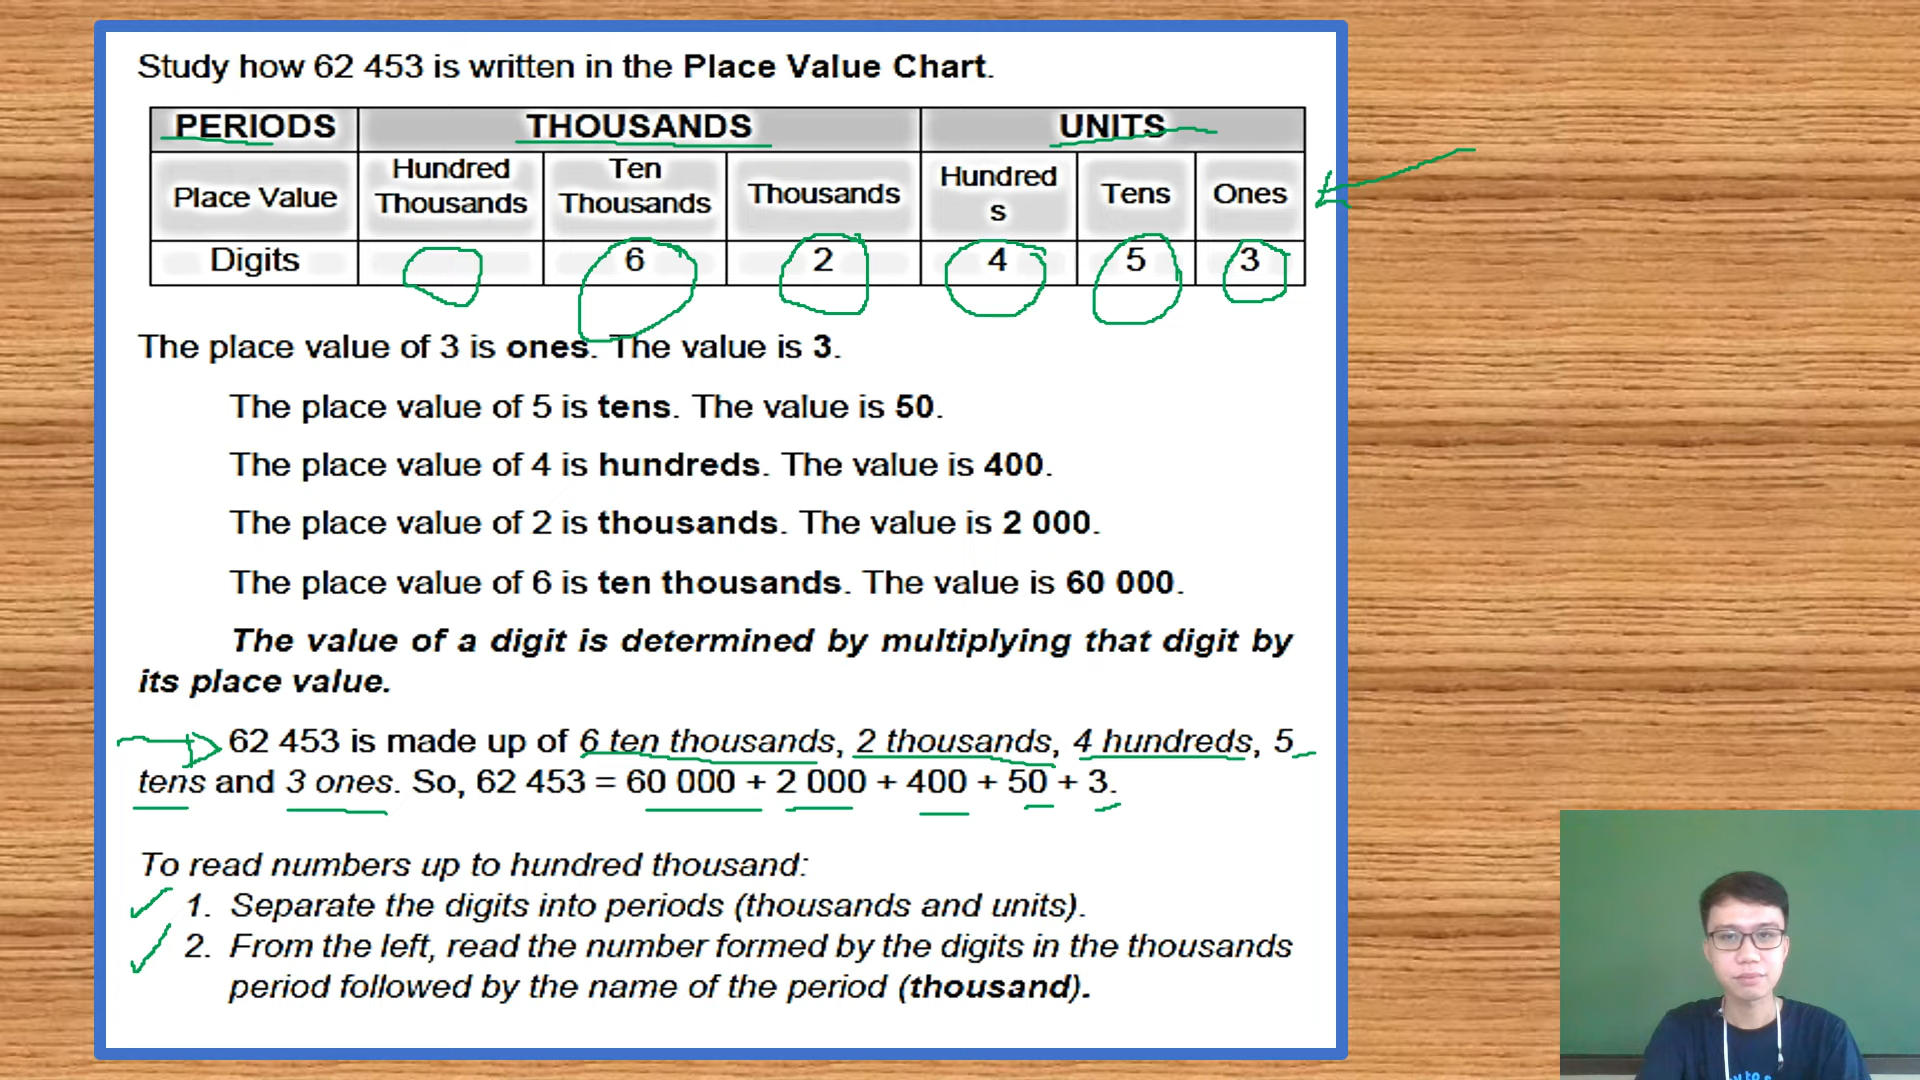 Study how 62 453 is written in the Place Value Chart.
PERIODS THOUSANDS UNITS
Place Value Hundred Thousands Ten Thousands Thousands Hundred s Tens Ones
Digits 6 2 4 5 3
The place value of 3 is ones. The value is 3.
The place value of 5 is tens. The value is 50.
The place value of 4 is hundreds. The value is 400.
The place value of 2 is thousands. The value is 2 000.
The place value of 6 is ten thousands. The value is 60 000.
The value of a digit is determined by multiplying that digit by
its place value.
62 453 is made up of 6 ten thousands, 2 thousands, 4 hundreds, 5
tens and 3 ones. So, 62 453 = 60 000 + 2 000 + 400 + 50 + 3.
To read numbers up to hundred thousand:
1. Separate the digits into periods (thousands and units).
2. From the left, read the number formed by the digits in the thousands
period followed by the name of the period (thousand).